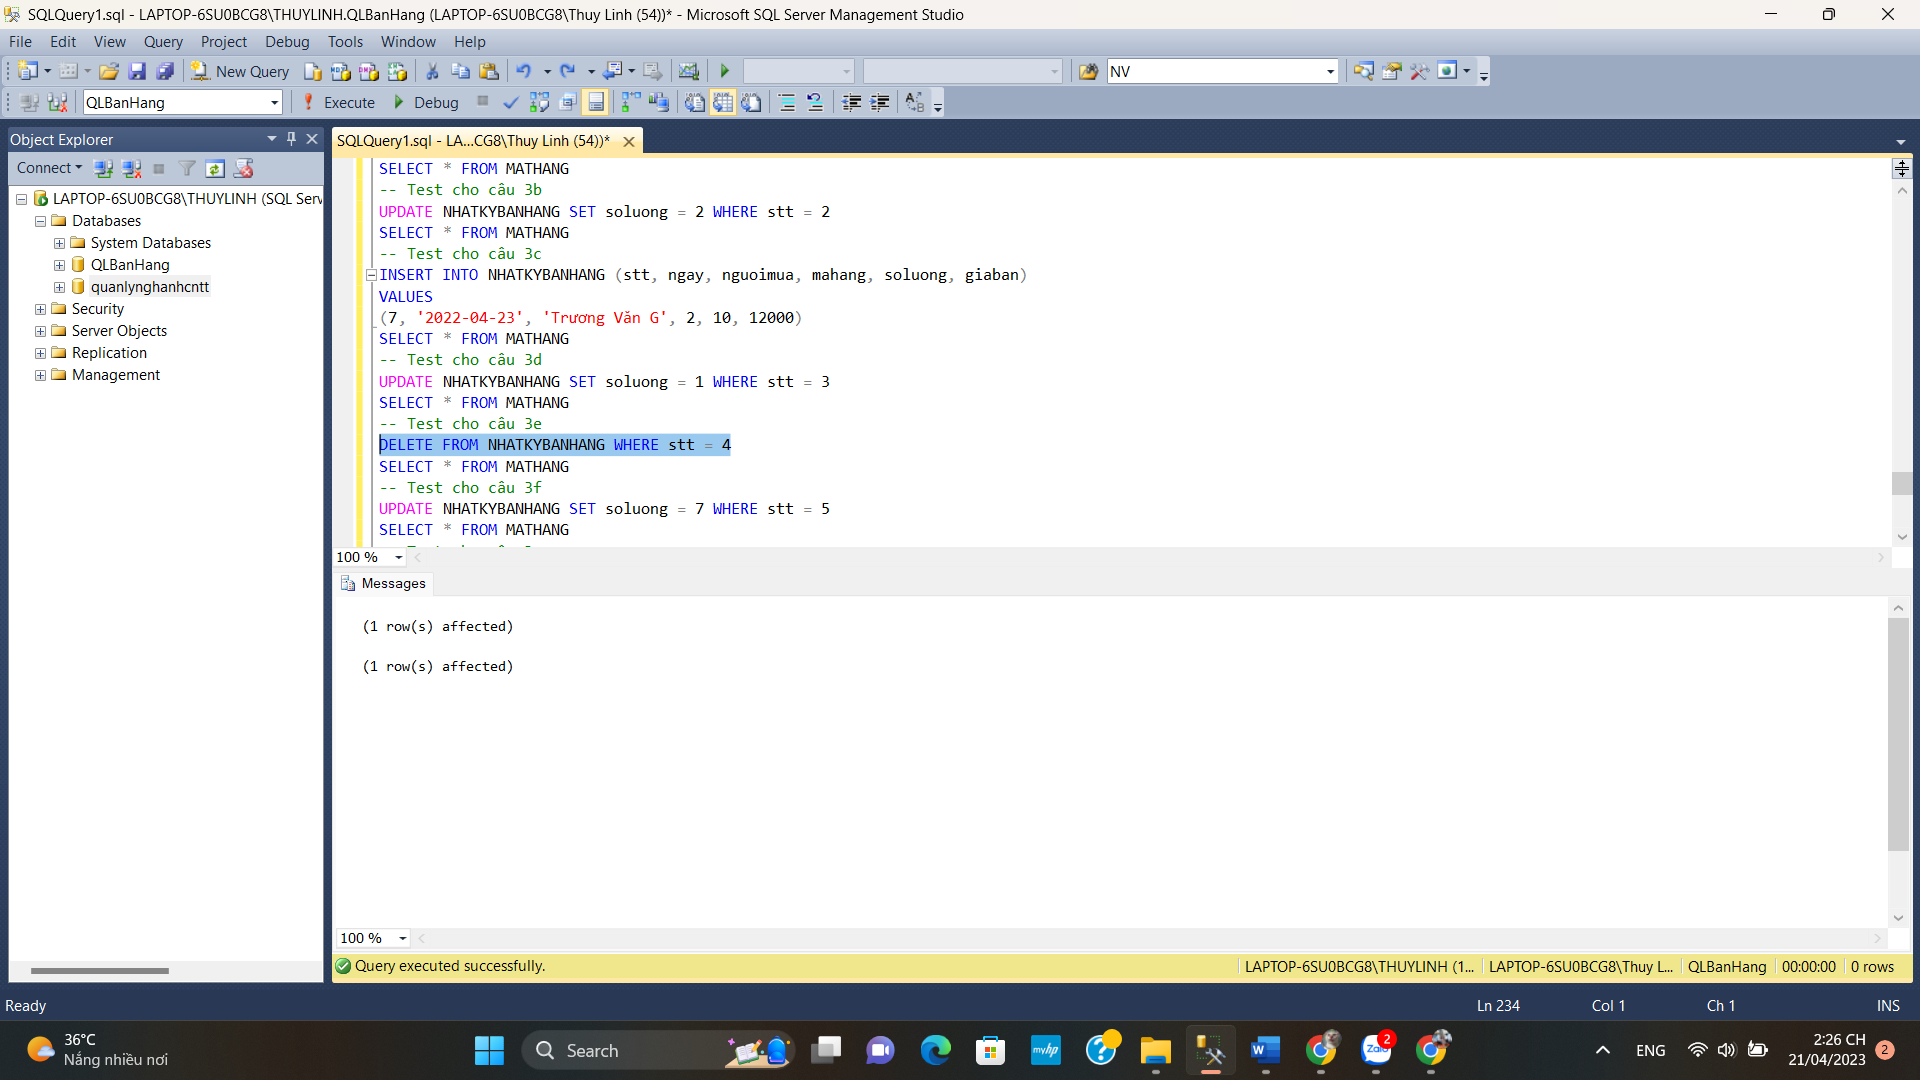 SQLQuery1.sql - LAPTOP-6SU0BCG8\THUYLINH.QLBanHang (LAPTOP-6SU0BCG8\Thuy Linh (54))* - Microsoft SQL Server Management Studio
File Edit View Query Project Debug Tools Window Help
New Query
NV
QLBanHang
Execute Debug
Object Explorer
Connect
LAPTOP-6SU0BCG8\THUYLINH (SQL Serv
Databases
System Databases
QLBanHang
quanlynghanhcntt
Security
Server Objects
Replication
Management
SQLQuery1.sql - LA...CG8\Thuy Linh (54))*
SELECT * FROM MATHANG
-- Test cho câu 3b
UPDATE NHATKYBANHANG SET soluong = 2 WHERE stt = 2
SELECT * FROM MATHANG
-- Test cho câu 3c
INSERT INTO NHATKYBANHANG (stt, ngay, nguoimua, mahang, soluong, giaban)
VALUES
(7, '2022-04-23', 'Trương Văn G', 2, 10, 12000)
SELECT * FROM MATHANG
-- Test cho câu 3d
UPDATE NHATKYBANHANG SET soluong = 1 WHERE stt = 3
SELECT * FROM MATHANG
-- Test cho câu 3e
DELETE FROM NHATKYBANHANG WHERE stt = 4
SELECT * FROM MATHANG
-- Test cho câu 3f
UPDATE NHATKYBANHANG SET soluong = 7 WHERE stt = 5
SELECT * FROM MATHANG
100 %
Messages
(1 row(s) affected)
(1 row(s) affected)
100 %
Query executed successfully.
LAPTOP-6SU0BCG8\THUYLINH (1... LAPTOP-6SU0BCG8\Thuy L... QLBanHang 00:00:00 0 rows
Ready
Ln 234 Col 1 Ch 1 INS
36°C
Nắng nhiều nơi
Search
myhp
Zalo
2
ENG
2:26 CH
21/04/2023
2